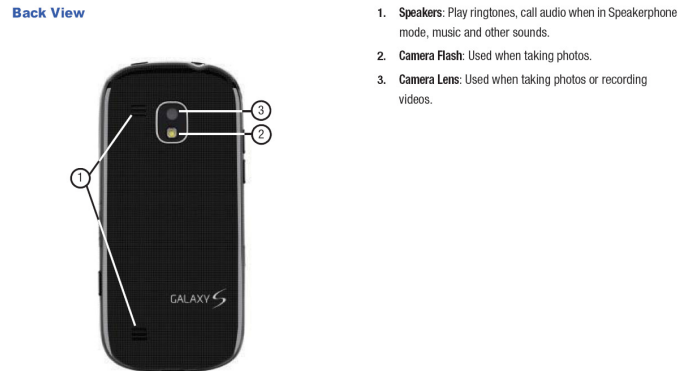 Back View
3
2
1
GALAXY S
1. Speakers: Play ringtones, call audio when in Speakerphone
mode, music and other sounds.
2. Camera Flash: Used when taking photos.
3. Camera Lens: Used when taking photos or recording
videos.